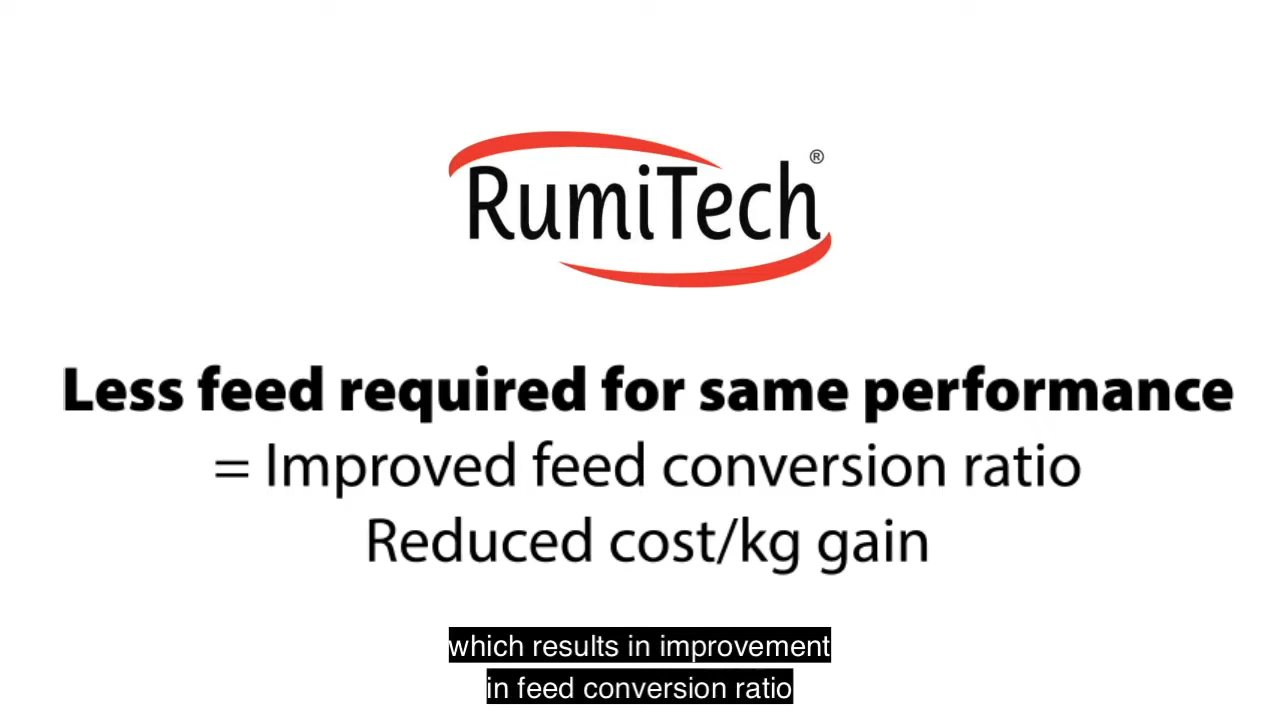 RumiTech®
Less feed required for same performance
= Improved feed conversion ratio
Reduced cost/kg gain
which results in improvement
in feed conversion ratio